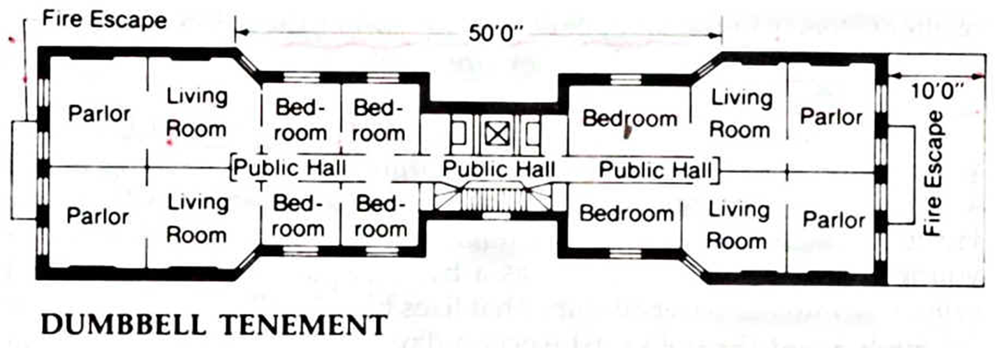 Fire Escape
50′0″
10′0″
Parlor
Living
Room
Bed-
room
Bed-
room
Bedroom
Living
Room
Parlor
Public Hall
Public Hall
Public Hall
Parlor
Living
Room
Bed-
room
Bed-
room
Bedroom
Living
Room
Parlor
Fire Escape
DUMBBELL TENEMENT